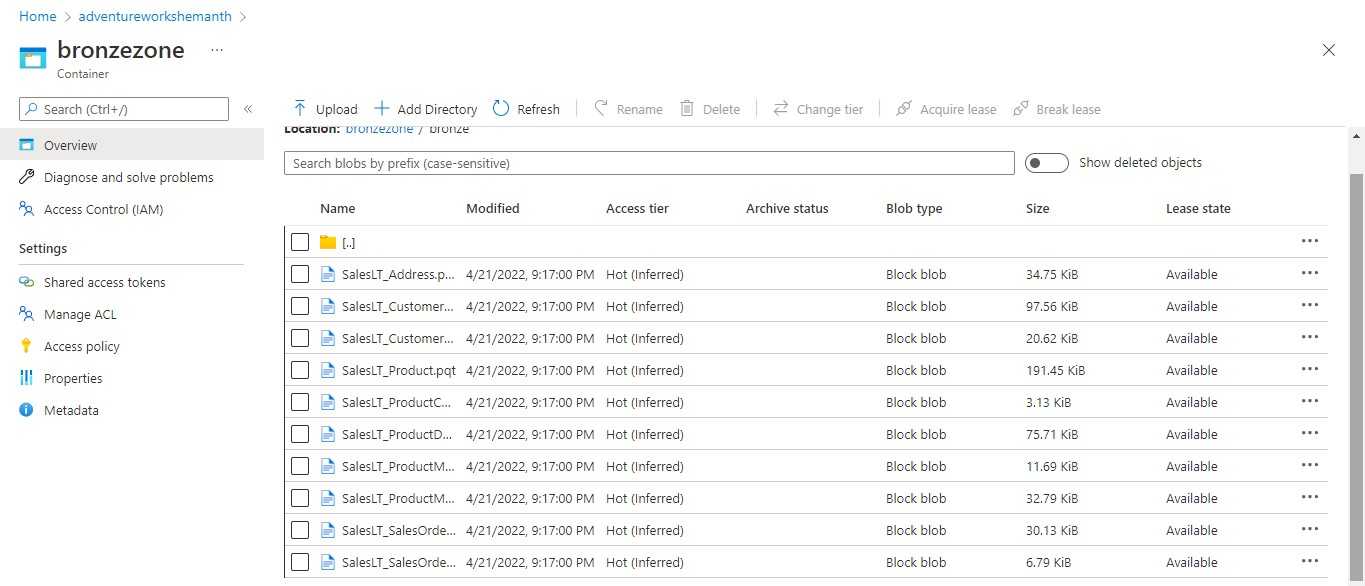 Home > adventureworkshemanth >
bronzezone ...
Container
Search (Ctrl+/) «
Overview
Diagnose and solve problems
Access Control (IAM)
Settings
Shared access tokens
Manage ACL
Access policy
Properties
Metadata
Upload Add Directory Refresh Rename Delete Change tier Acquire lease Break lease
Location: bronzezone / bronze
Search blobs by prefix (case-sensitive) Show deleted objects
Name Modified Access tier Archive status Blob type Size Lease state
[..] ...
SalesLT_Address.p... 4/21/2022, 9:17:00 PM Hot (Inferred) Block blob 34.75 KiB Available ...
SalesLT_Customer... 4/21/2022, 9:17:00 PM Hot (Inferred) Block blob 97.56 KiB Available ...
SalesLT_Customer... 4/21/2022, 9:17:00 PM Hot (Inferred) Block blob 20.62 KiB Available ...
SalesLT_Product.pqt 4/21/2022, 9:17:00 PM Hot (Inferred) Block blob 191.45 KiB Available ...
SalesLT_ProductC... 4/21/2022, 9:17:00 PM Hot (Inferred) Block blob 3.13 KiB Available ...
SalesLT_ProductD... 4/21/2022, 9:17:00 PM Hot (Inferred) Block blob 75.71 KiB Available ...
SalesLT_ProductM... 4/21/2022, 9:17:00 PM Hot (Inferred) Block blob 11.69 KiB Available ...
SalesLT_ProductM... 4/21/2022, 9:17:00 PM Hot (Inferred) Block blob 32.79 KiB Available ...
SalesLT_SalesOrde... 4/21/2022, 9:17:00 PM Hot (Inferred) Block blob 30.13 KiB Available ...
SalesLT_SalesOrde... 4/21/2022, 9:17:00 PM Hot (Inferred) Block blob 6.79 KiB Available ...